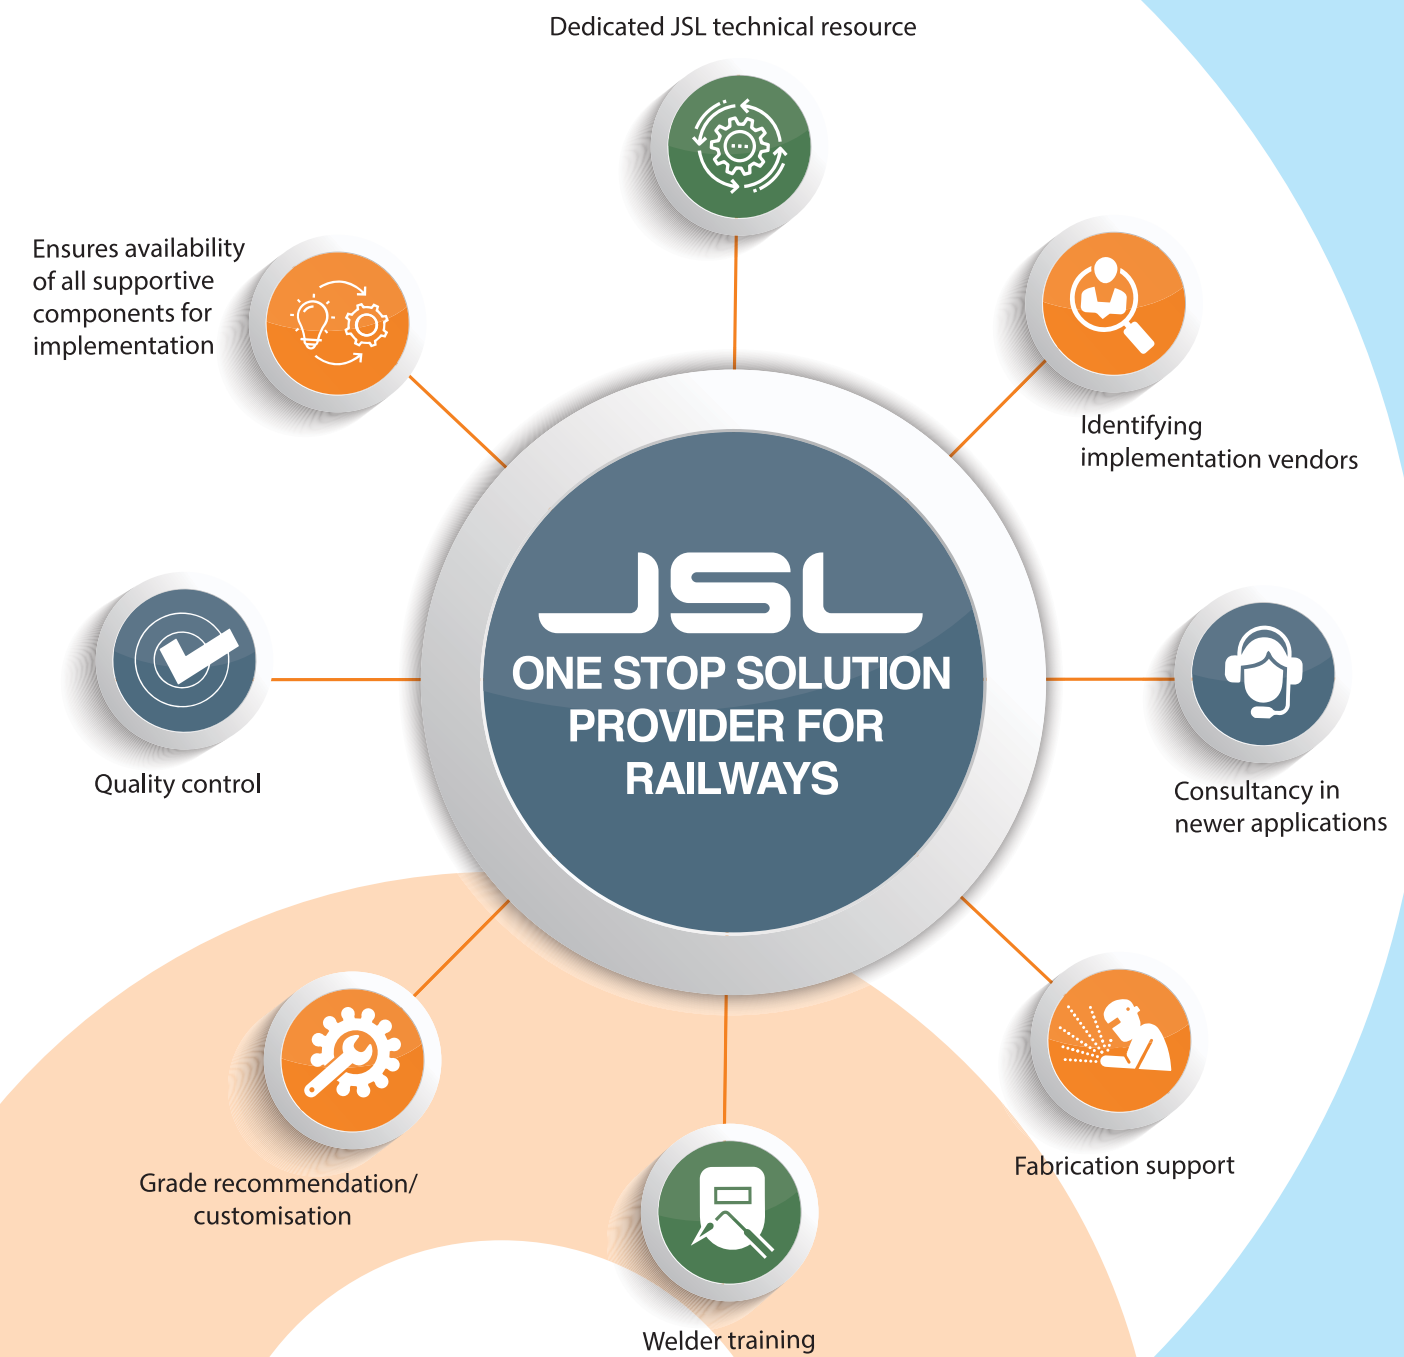 Dedicated JSL technical resource
Ensures availability
of all supportive
components for
implementation
Identifying
implementation vendors
JSL
ONE STOP SOLUTION
PROVIDER FOR
RAILWAYS
Quality control
Consultancy in
newer applications
Grade recommendation/
customisation
Fabrication support
Welder training